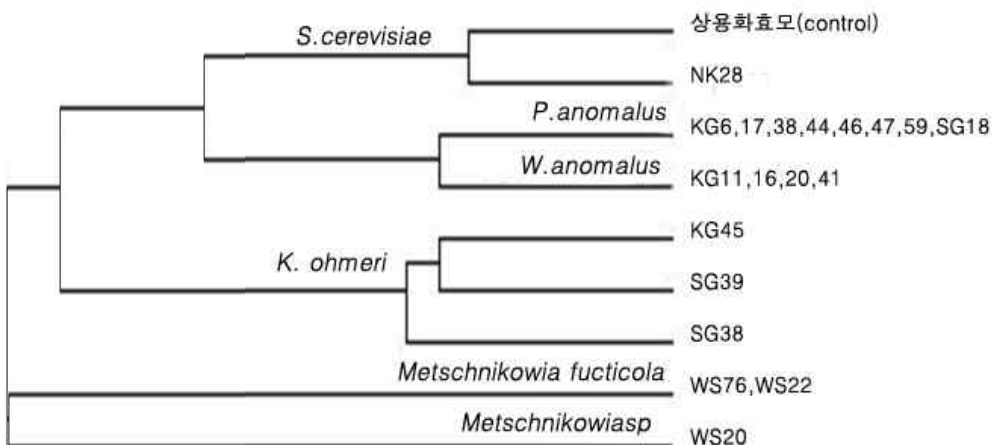 상용화효모(control)
S.cerevisiae
NK28
P.anomalus
KG6,17,38,44,46,47,59,SG18
W.anomalus
KG11,16,20,41
KG45
K. ohmeri
SG39
SG38
Metschnikowia fucticola
WS76,WS22
Metschnikowiasp
WS20